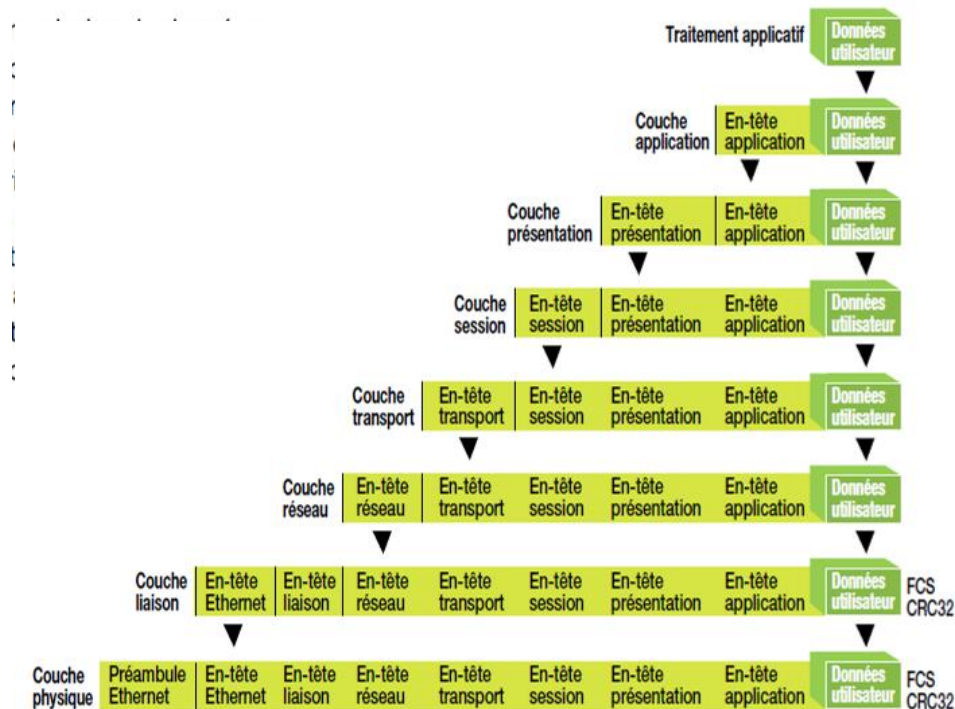 Traitement applicatif Données utilisateur
Couche application En-tête application Données utilisateur
Couche présentation En-tête présentation En-tête application Données utilisateur
Couche session En-tête session En-tête présentation En-tête application Données utilisateur
Couche transport En-tête transport En-tête session En-tête présentation En-tête application Données utilisateur
Couche réseau En-tête réseau En-tête transport En-tête session En-tête présentation En-tête application Données utilisateur
Couche liaison En-tête Ethernet En-tête liaison En-tête réseau En-tête transport En-tête session En-tête présentation En-tête application Données utilisateur FCS CRC32
Couche physique Préambule Ethernet En-tête Ethernet En-tête liaison En-tête réseau En-tête transport En-tête session En-tête présentation En-tête application Données utilisateur FCS CRC32